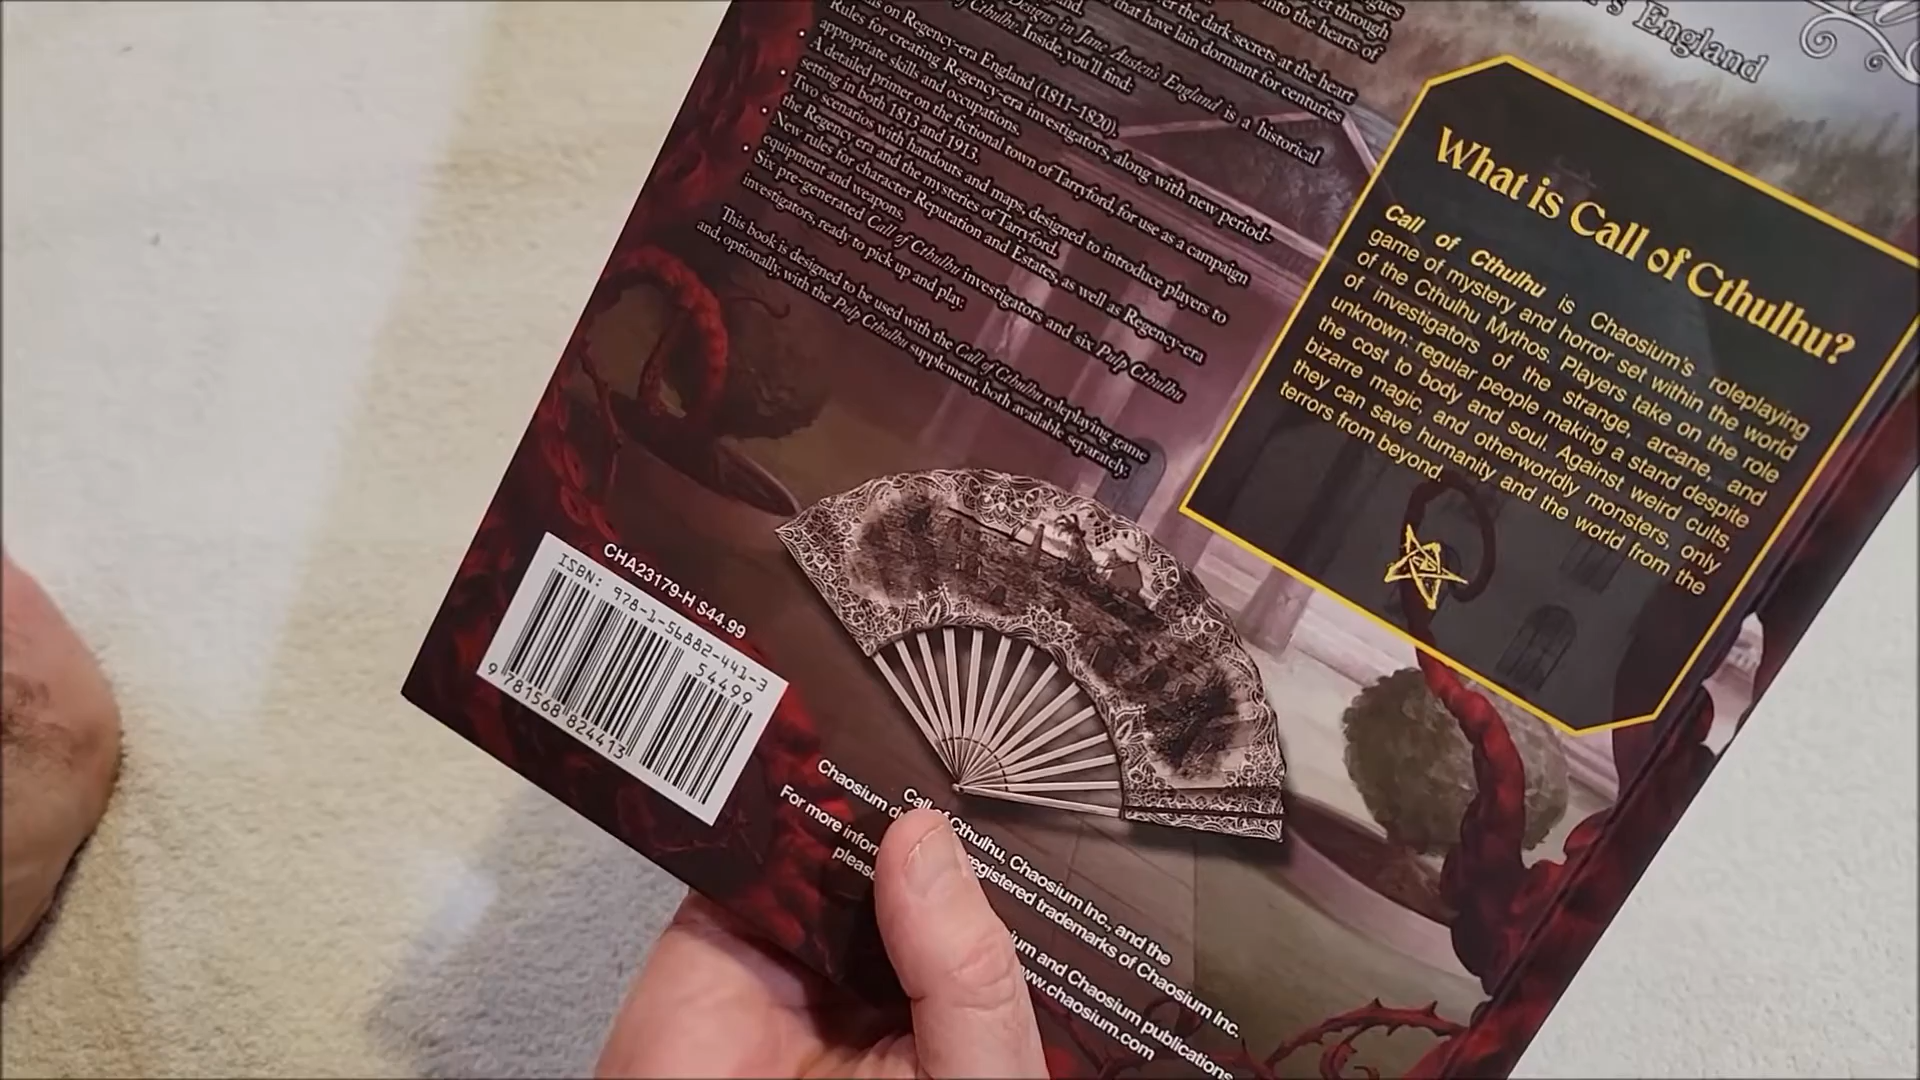 's England
that have lain dormant for centuries
Designs in Jane Austen's England is a historical
of Cthulhu. Inside, you'll find:
on Regency-era England (1811–1820).
Rules for creating Regency-era investigators, along with new period-
appropriate skills and occupations.
• A detailed primer on the fictional town of Tarryford, for use as a campaign
setting in both 1813 and 1913.
• Two scenarios with handouts and maps, designed to introduce players to
the Regency era and the mysteries of Tarryford.
• New rules for character Reputation and Estates, as well as Regency-era
equipment and weapons.
• Six pre-generated Call of Cthulhu investigators and six Pulp Cthulhu
investigators, ready to pick up and play.
This book is designed to be used with the Call of Cthulhu roleplaying game
and, optionally, with the Pulp Cthulhu supplement, both available separately.
What is Call of Cthulhu?
Call of Cthulhu is Chaosium's roleplaying
game of mystery and horror set within the world
of the Cthulhu Mythos. Players take on the role
of investigators of the strange, arcane, and
unknown: regular people making a stand despite
the cost to body and soul. Against weird cults,
bizarre magic, and otherworldly monsters, only
they can save humanity and the world from the
terrors from beyond.
CHA23179-H $44.99
ISBN: 978-1-56882-441-3
54499
9 781568 824413
Call of Cthulhu, Chaosium Inc., and the
Chaosium registered trademarks of Chaosium Inc.
For more and Chaosium publications
please www.chaosium.com